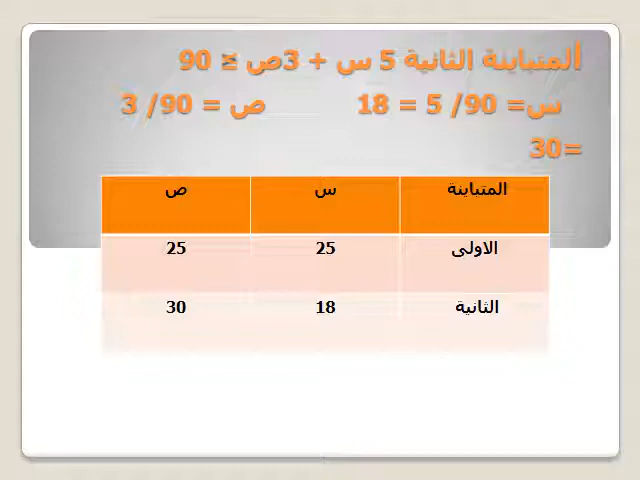 المتباينة الثانية 5 س + 3ص ≤ 90
س= 90/ 5 = 18 ص = 90/ 3
=30
المتباينة س ص
الاولى 25 25
الثانية 18 30